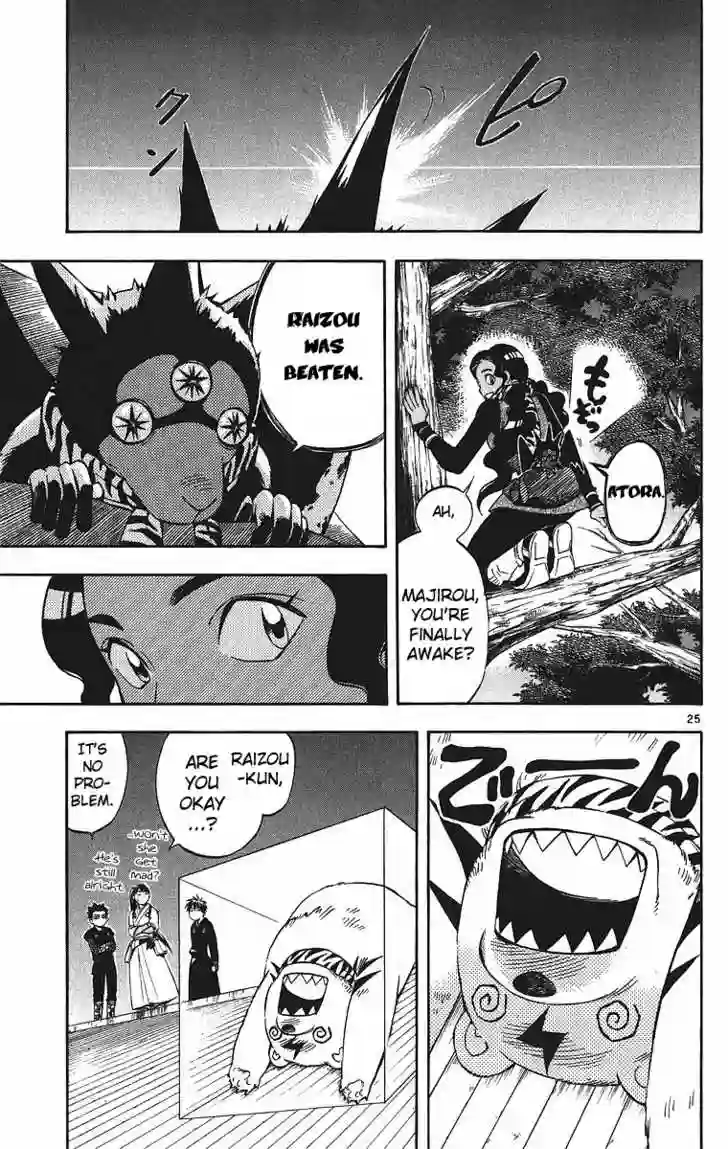 ピ
クン
もぞっ
ATORA.
AH,
MAJIROU,
YOU'RE
FINALLY
AWAKE?
RAIZOU
WAS
BEATEN.
25
でーーん
RAIZOU
-KUN,
ARE
YOU
OKAY
...?
IT'S
NO
PRO-
BLEM.
...won't
she
get
mad?
He's
still
alright